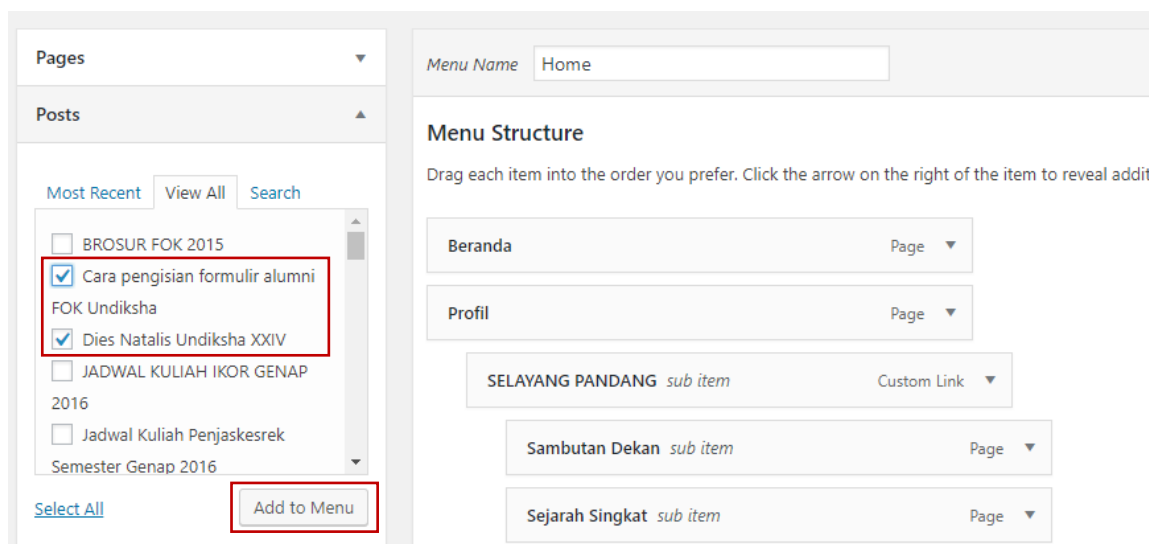 Pages
Posts
Most Recent View All Search
BROSUR FOK 2015
Cara pengisian formulir alumni
FOK Undiksha
Dies Natalis Undiksha XXIV
JADWAL KULIAH IKOR GENAP
2016
Jadwal Kuliah Penjaskesrek
Semester Genap 2016
Select All Add to Menu
Menu Name Home
Menu Structure
Drag each item into the order you prefer. Click the arrow on the right of the item to reveal addit
Beranda Page
Profil Page
SELAYANG PANDANG sub item Custom Link
Sambutan Dekan sub item Page
Sejarah Singkat sub item Page